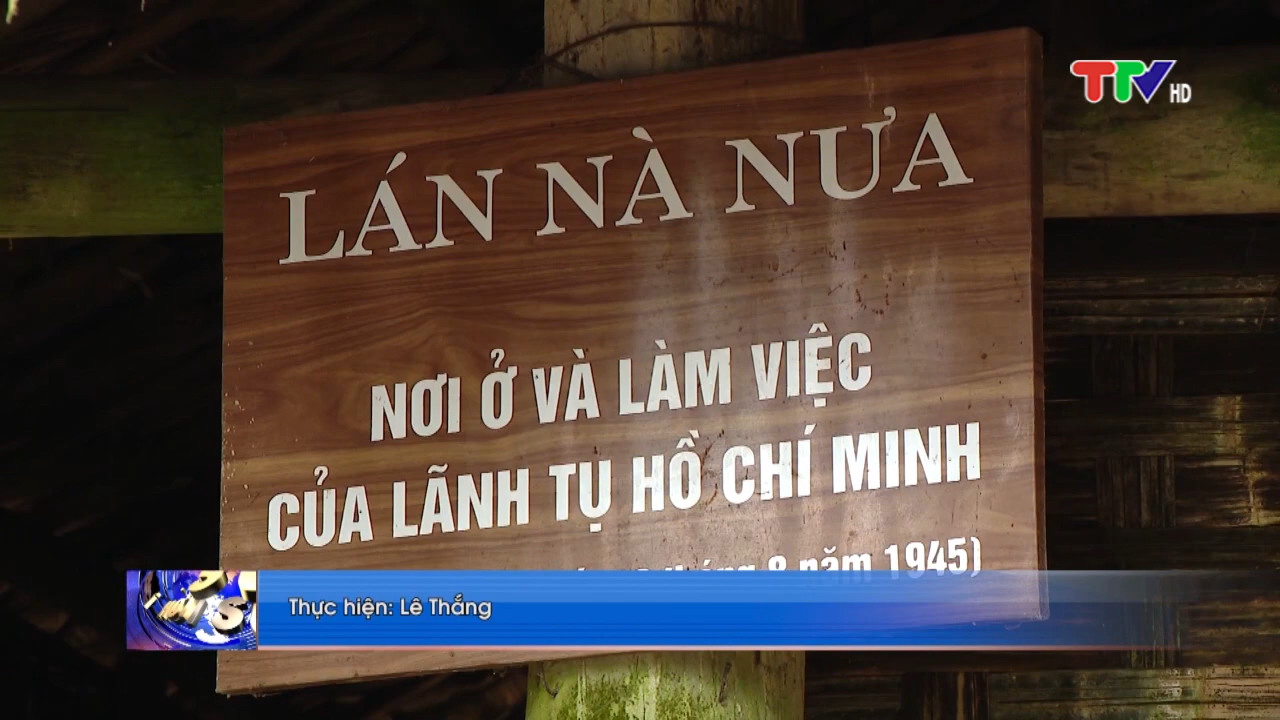 TTV HD
LÁN NÀ NƯA
NƠI Ở VÀ LÀM VIỆC
CỦA LÃNH TỤ HỒ CHÍ MINH
8 năm 1945)
Thực hiện: Lê Thắng